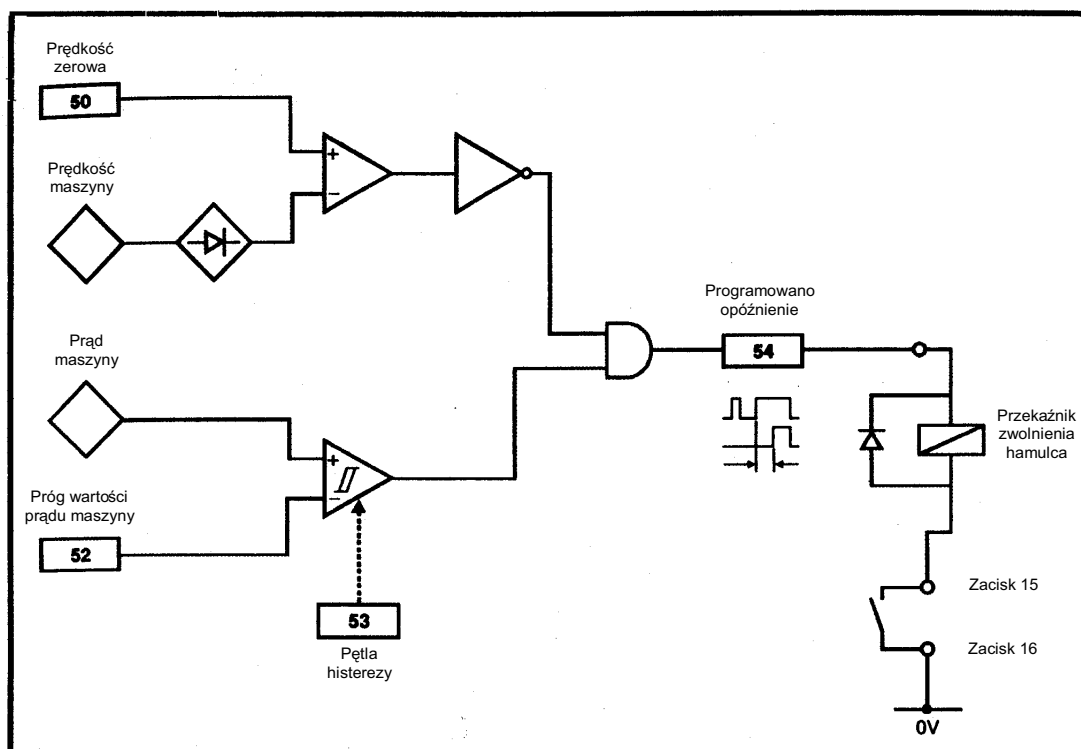 Prędkość
zerowa
50
Prędkość
maszyny
Prąd
maszyny
Próg wartości
prądu maszyny
52
53
Pętla
histerezy
Programowano
opóźnienie
54
Przekaźnik
zwolnienia
hamulca
Zacisk 15
Zacisk 16
0V